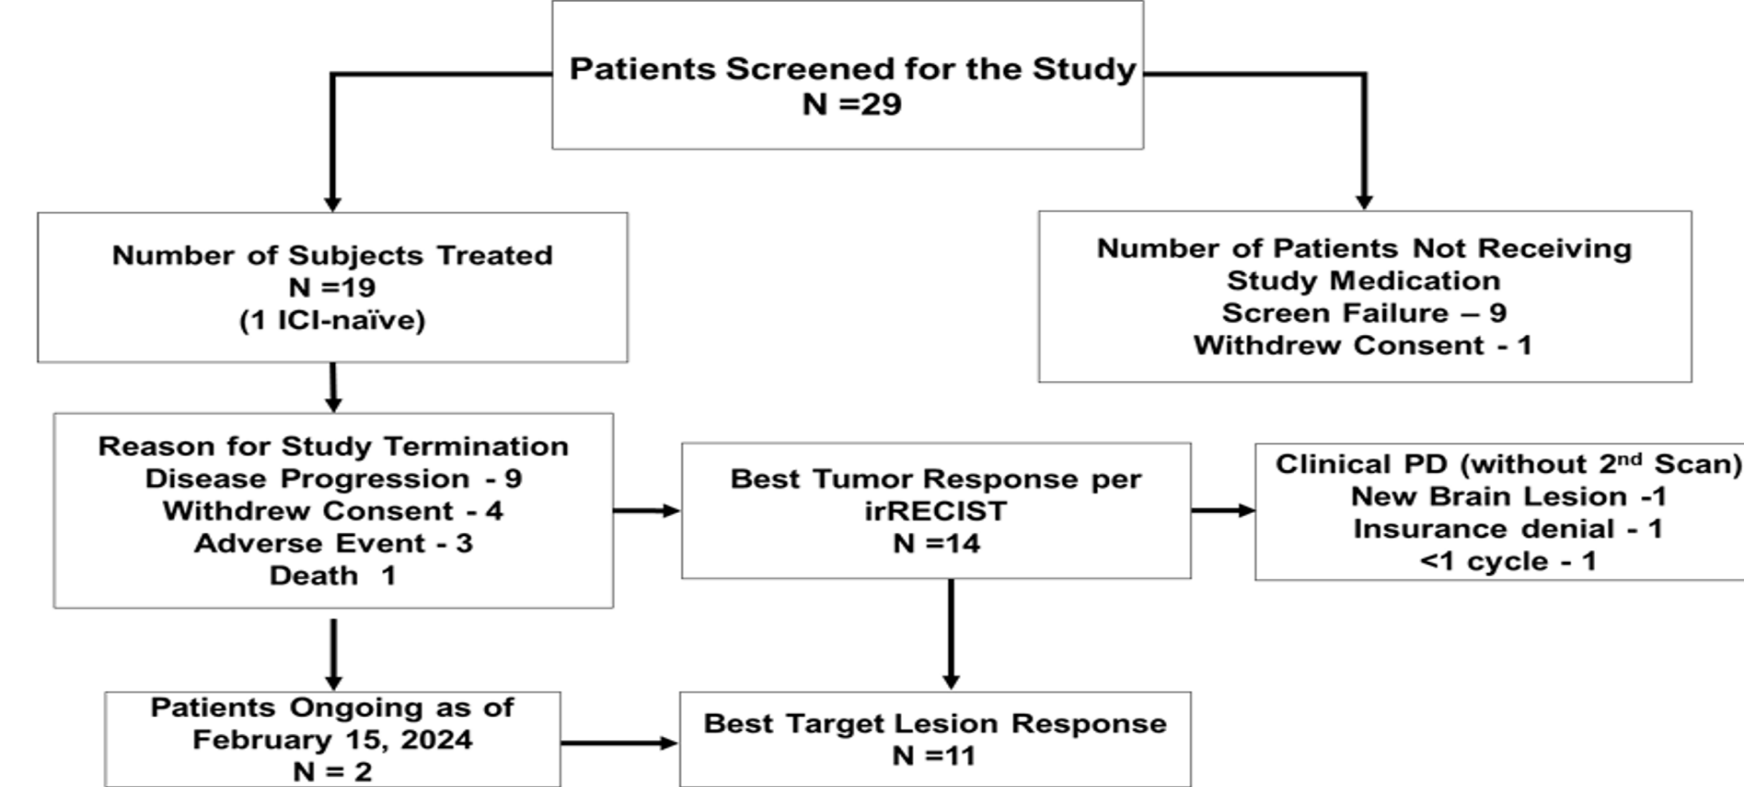 Patients Screened for the Study
N =29
Number of Subjects Treated
N =19
(1 ICI-naïve)
Number of Patients Not Receiving
Study Medication
Screen Failure – 9
Withdrew Consent - 1
Reason for Study Termination
Disease Progression - 9
Withdrew Consent - 4
Adverse Event - 3
Death 1
Best Tumor Response per
irRECIST
N =14
Clinical PD (without 2nd Scan)
New Brain Lesion -1
Insurance denial - 1
<1 cycle - 1
Patients Ongoing as of
February 15, 2024
N = 2
Best Target Lesion Response
N =11